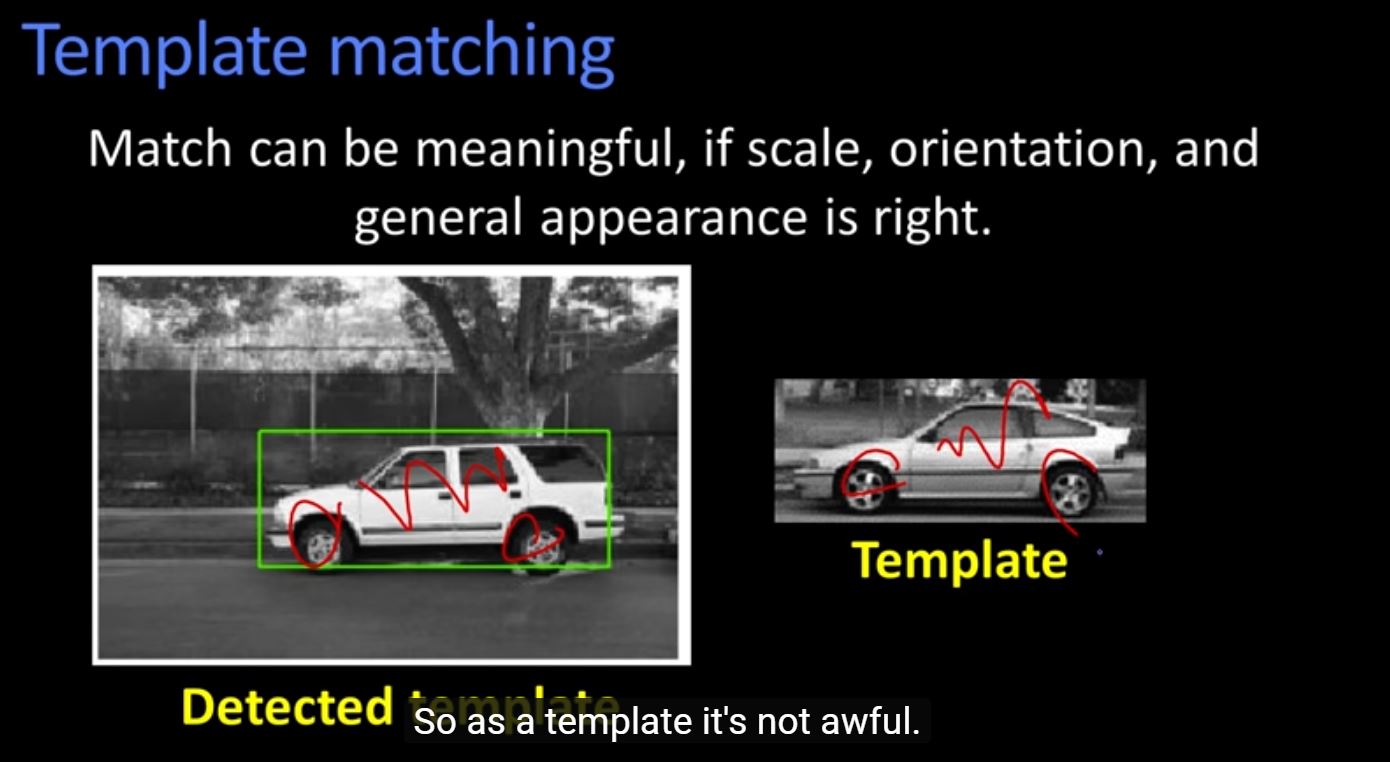 Template matching
Match can be meaningful, if scale, orientation, and
general appearance is right.
Template
Detected template
So as a template it's not awful.